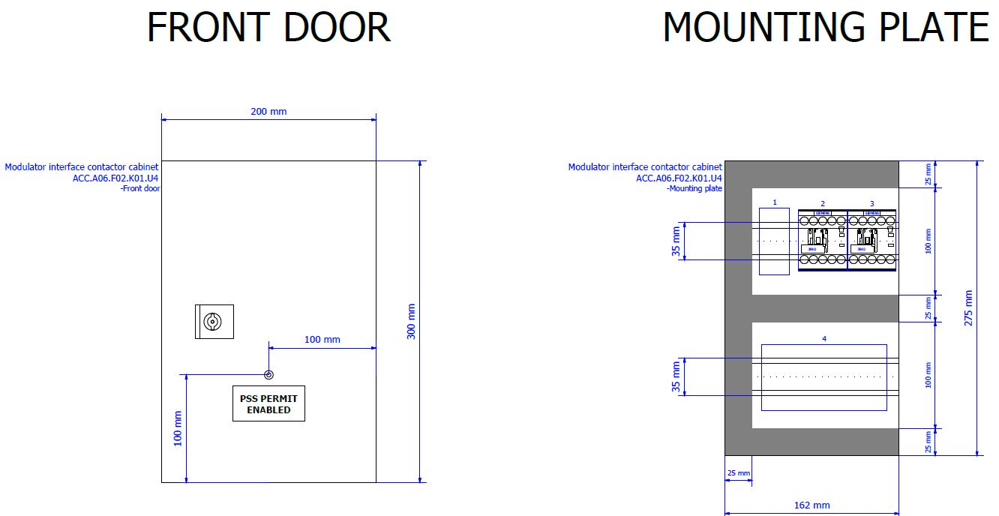 FRONT DOOR
MOUNTING PLATE
200 mm
Modulator interface contactor cabinet
ACC.A06.F02.K01.U4
-Front door
300 mm
100 mm
100 mm
PSS PERMIT
ENABLED
Modulator interface contactor cabinet
ACC.A06.F02.K01.U4
-Mounting plate
25 mm
1
2
3
SIEMENS
SIEMENS
3RH2
3RH2
35 mm
100 mm
25 mm
275 mm
4
35 mm
100 mm
25 mm
25 mm
162 mm